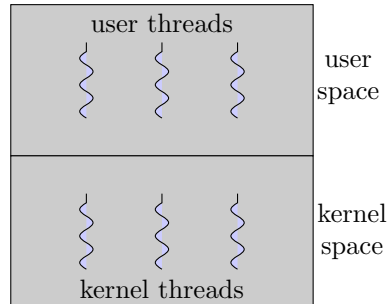 user threads
user
space
kernel
space
kernel threads